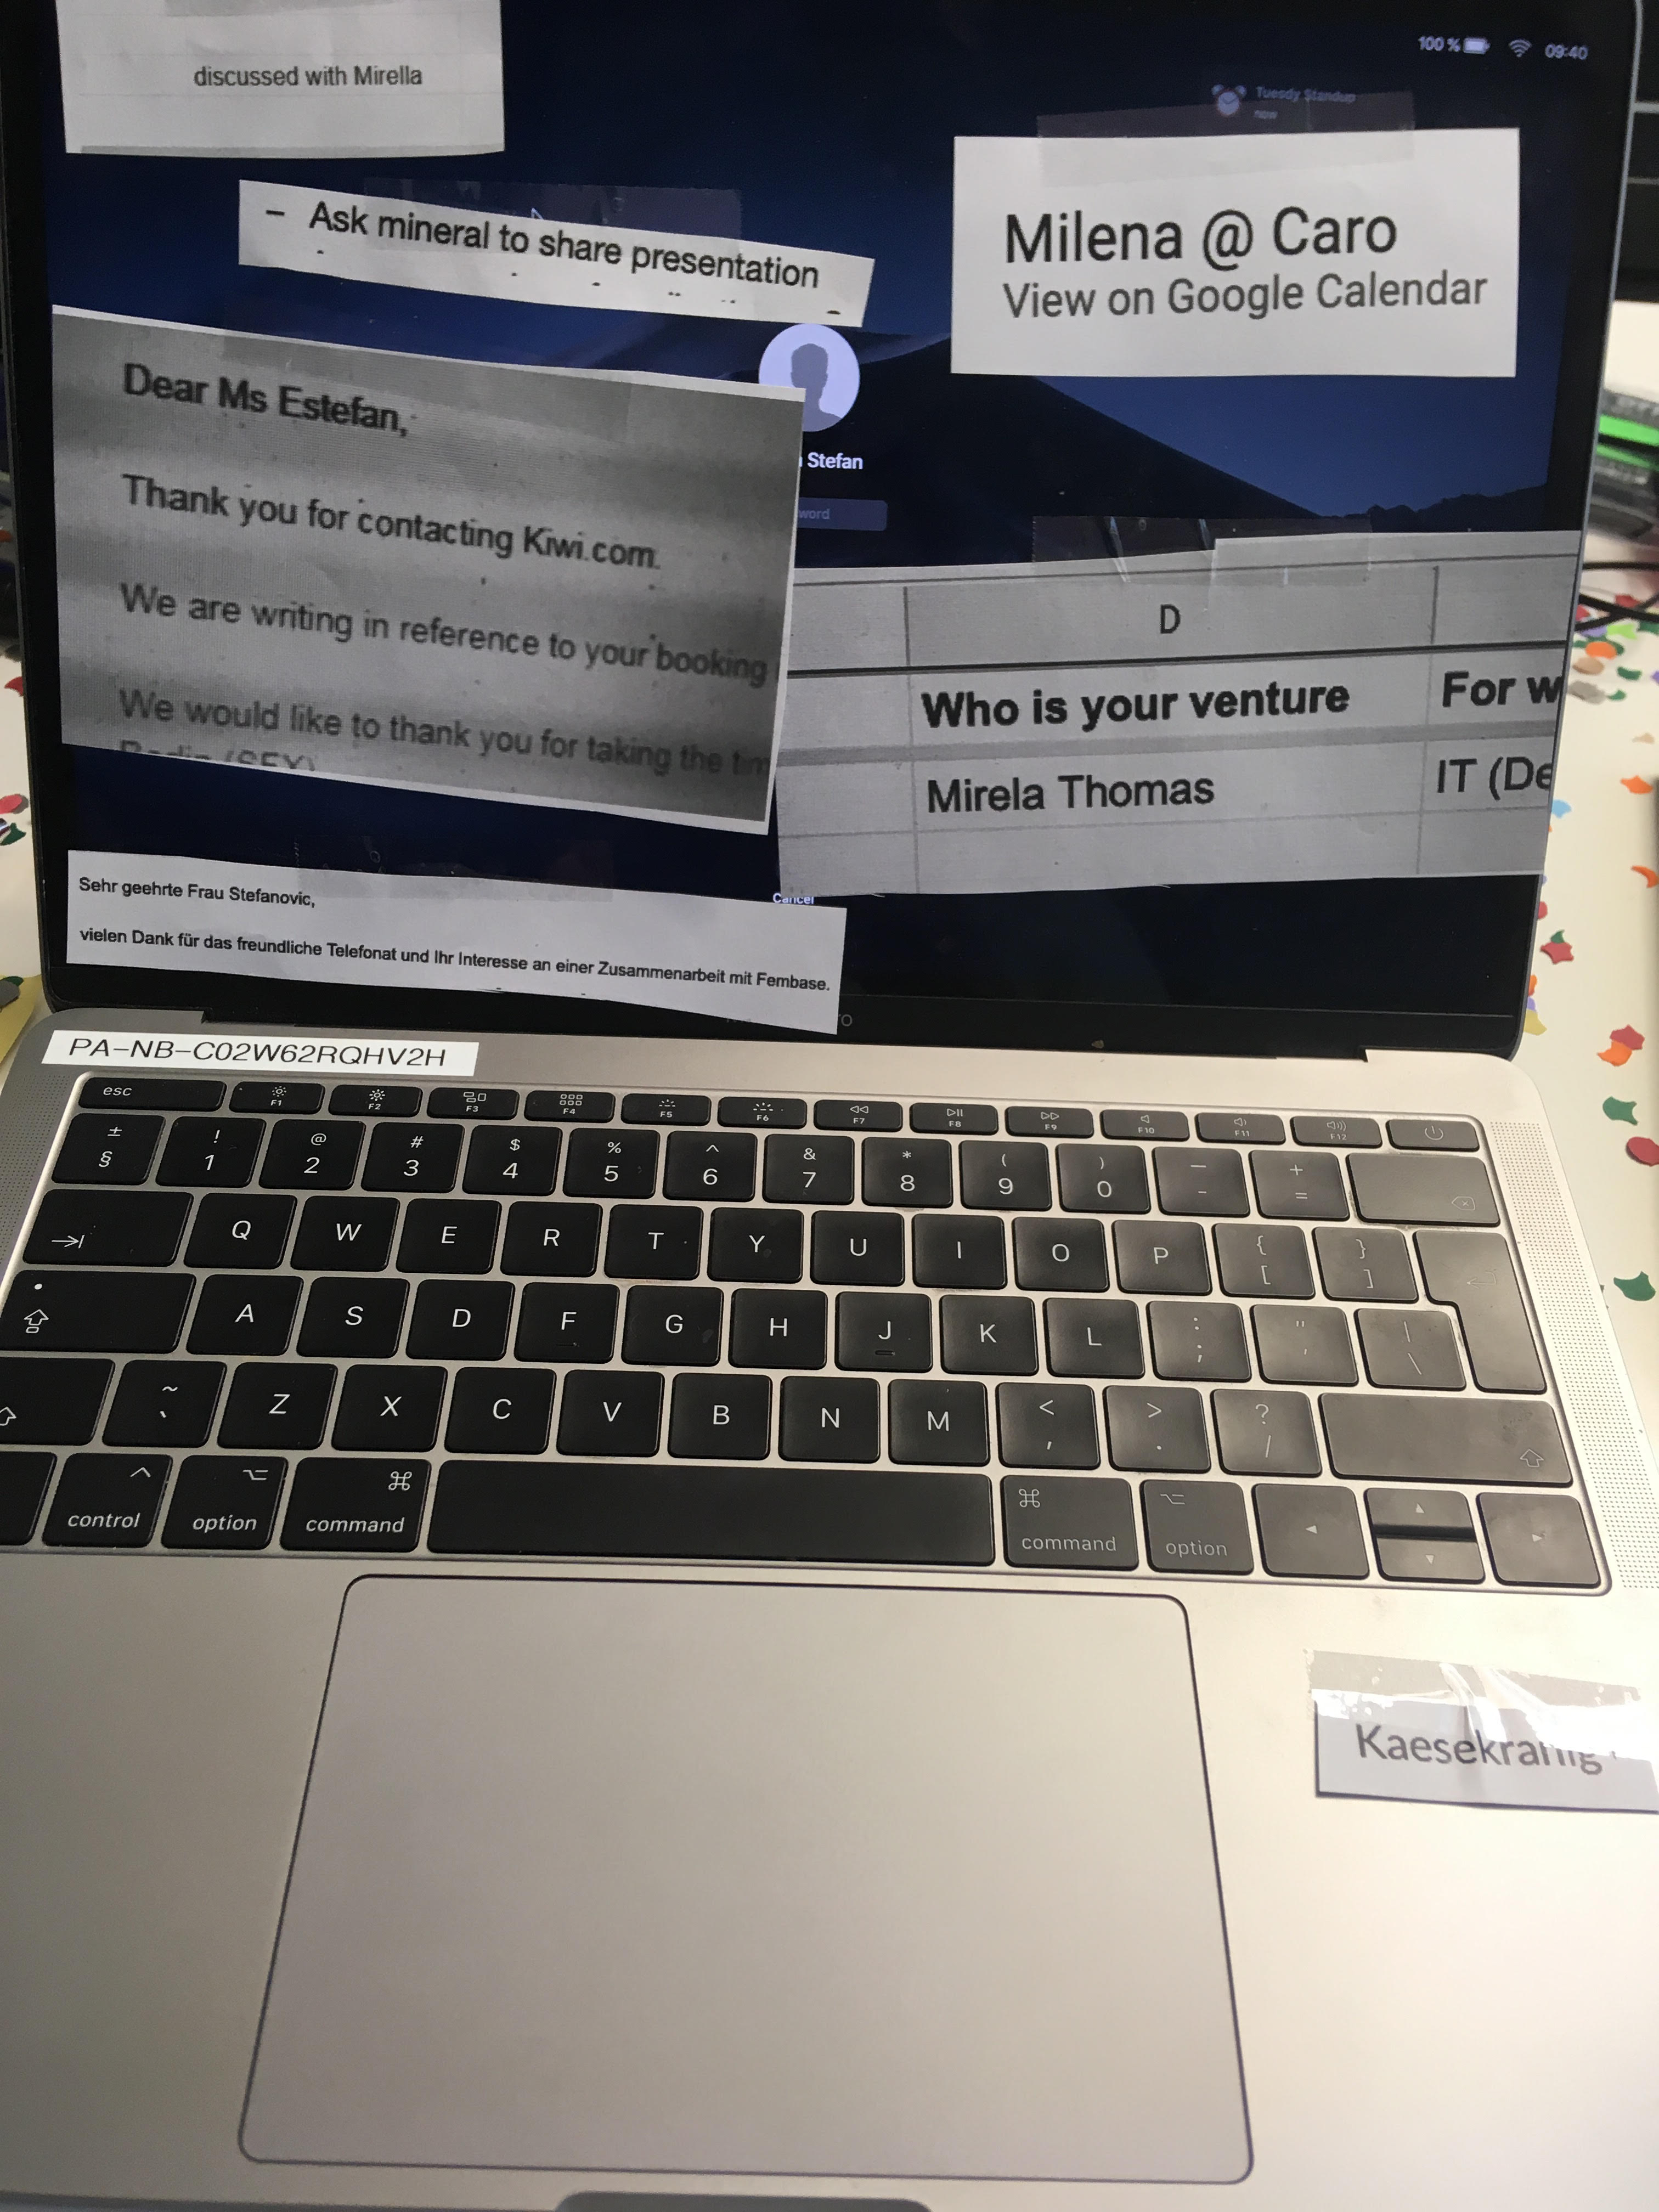 discussed with Mirella
100 % 09:40
Tuesdy Standup
now
– Ask mineral to share presentation
Milena @ Caro
View on Google Calendar
Dear Ms Estefan,
Thank you for contacting Kiwi.com.
We are writing in reference to your booking
We would like to thank you for taking the
Stefan
D
Who is your venture
For
Mirela Thomas
IT
Cancel
Sehr geehrte Frau Stefanovic,
vielen Dank für das freundliche Telefonat und Ihr Interesse an einer Zusammenarbeit mit Fembase.
PA-NB-C02W62RQHV2H
esc F1 F2 F3 F4 F5 F6 F7 F8 F9 F10 F11 F12
± ! @ # $ % ^ & * ( ) — +
§ 1 2 3 4 5 6 7 8 9 0 - =
Q W E R T Y U I O P { [ } ]
A S D F G H J K L : ; " ' | \
~ ` Z X C V B N M < , > . ? /
control option command command option